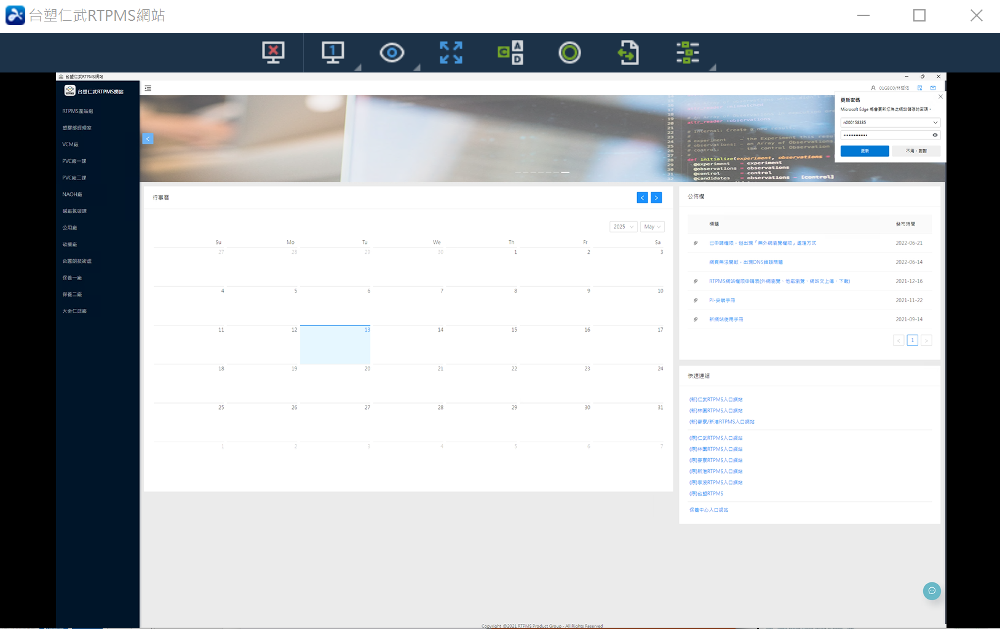 台塑仁武RTPMS網站
台塑仁武RTPMS網站
台塑仁武RTPMS網站
RTPMS產品組
塑膠部經理室
VCM廠
PVC廠一課
PVC廠二課
NAOH廠
碱廠氯碳課
公用廠
碳纖廠
台麗朗技術處
保養一廠
保養二廠
大金仁武廠
更新密碼
Microsoft Edge 將會更新您為此網站儲存的密碼。
n000158385
更新
不用，謝謝
attr_reader :observations
# Internal: Create a new result.
# experiment - the Experiment this
# observations: - an Array of Observations
# control: - the control Observation
def initialize(experiment, observations =
@experiment = experiment
@observations = observations
@control = control
@candidates = observations - [control]
行事曆
2025
May
Su Mo Tu We Th Fr Sa
27 28 29 30 1 2 3
4 5 6 7 8 9 10
11 12 13 14 15 16 17
18 19 20 21 22 23 24
25 26 27 28 29 30 31
1 2 3 4 5 6 7
公佈欄
標題 發布時間
已申請權限，但出現「無外網瀏覽權限」處理方式 2022-06-21
網頁無法開啟，出現DNS錯誤問題 2022-06-14
RTPMS網站權限申請表(外網瀏覽、他廠瀏覽、網站文上傳、下載) 2021-12-16
PI-安裝手冊 2021-11-22
新網站使用手冊 2021-09-14
1
快速連結
(新)仁武RTPMS入口網站
(新)林園RTPMS入口網站
(新)麥寮/新港RTPMS入口網站
(原)仁武RTPMS入口網站
(原)林園RTPMS入口網站
(原)麥寮RTPMS入口網站
(原)新港RTPMS入口網站
(原)寧波RTPMS入口網站
(原)台塑RTPMS
保養中心入口網站
Copyright ©2021 RTPMS Product Group - All Rights Reserved